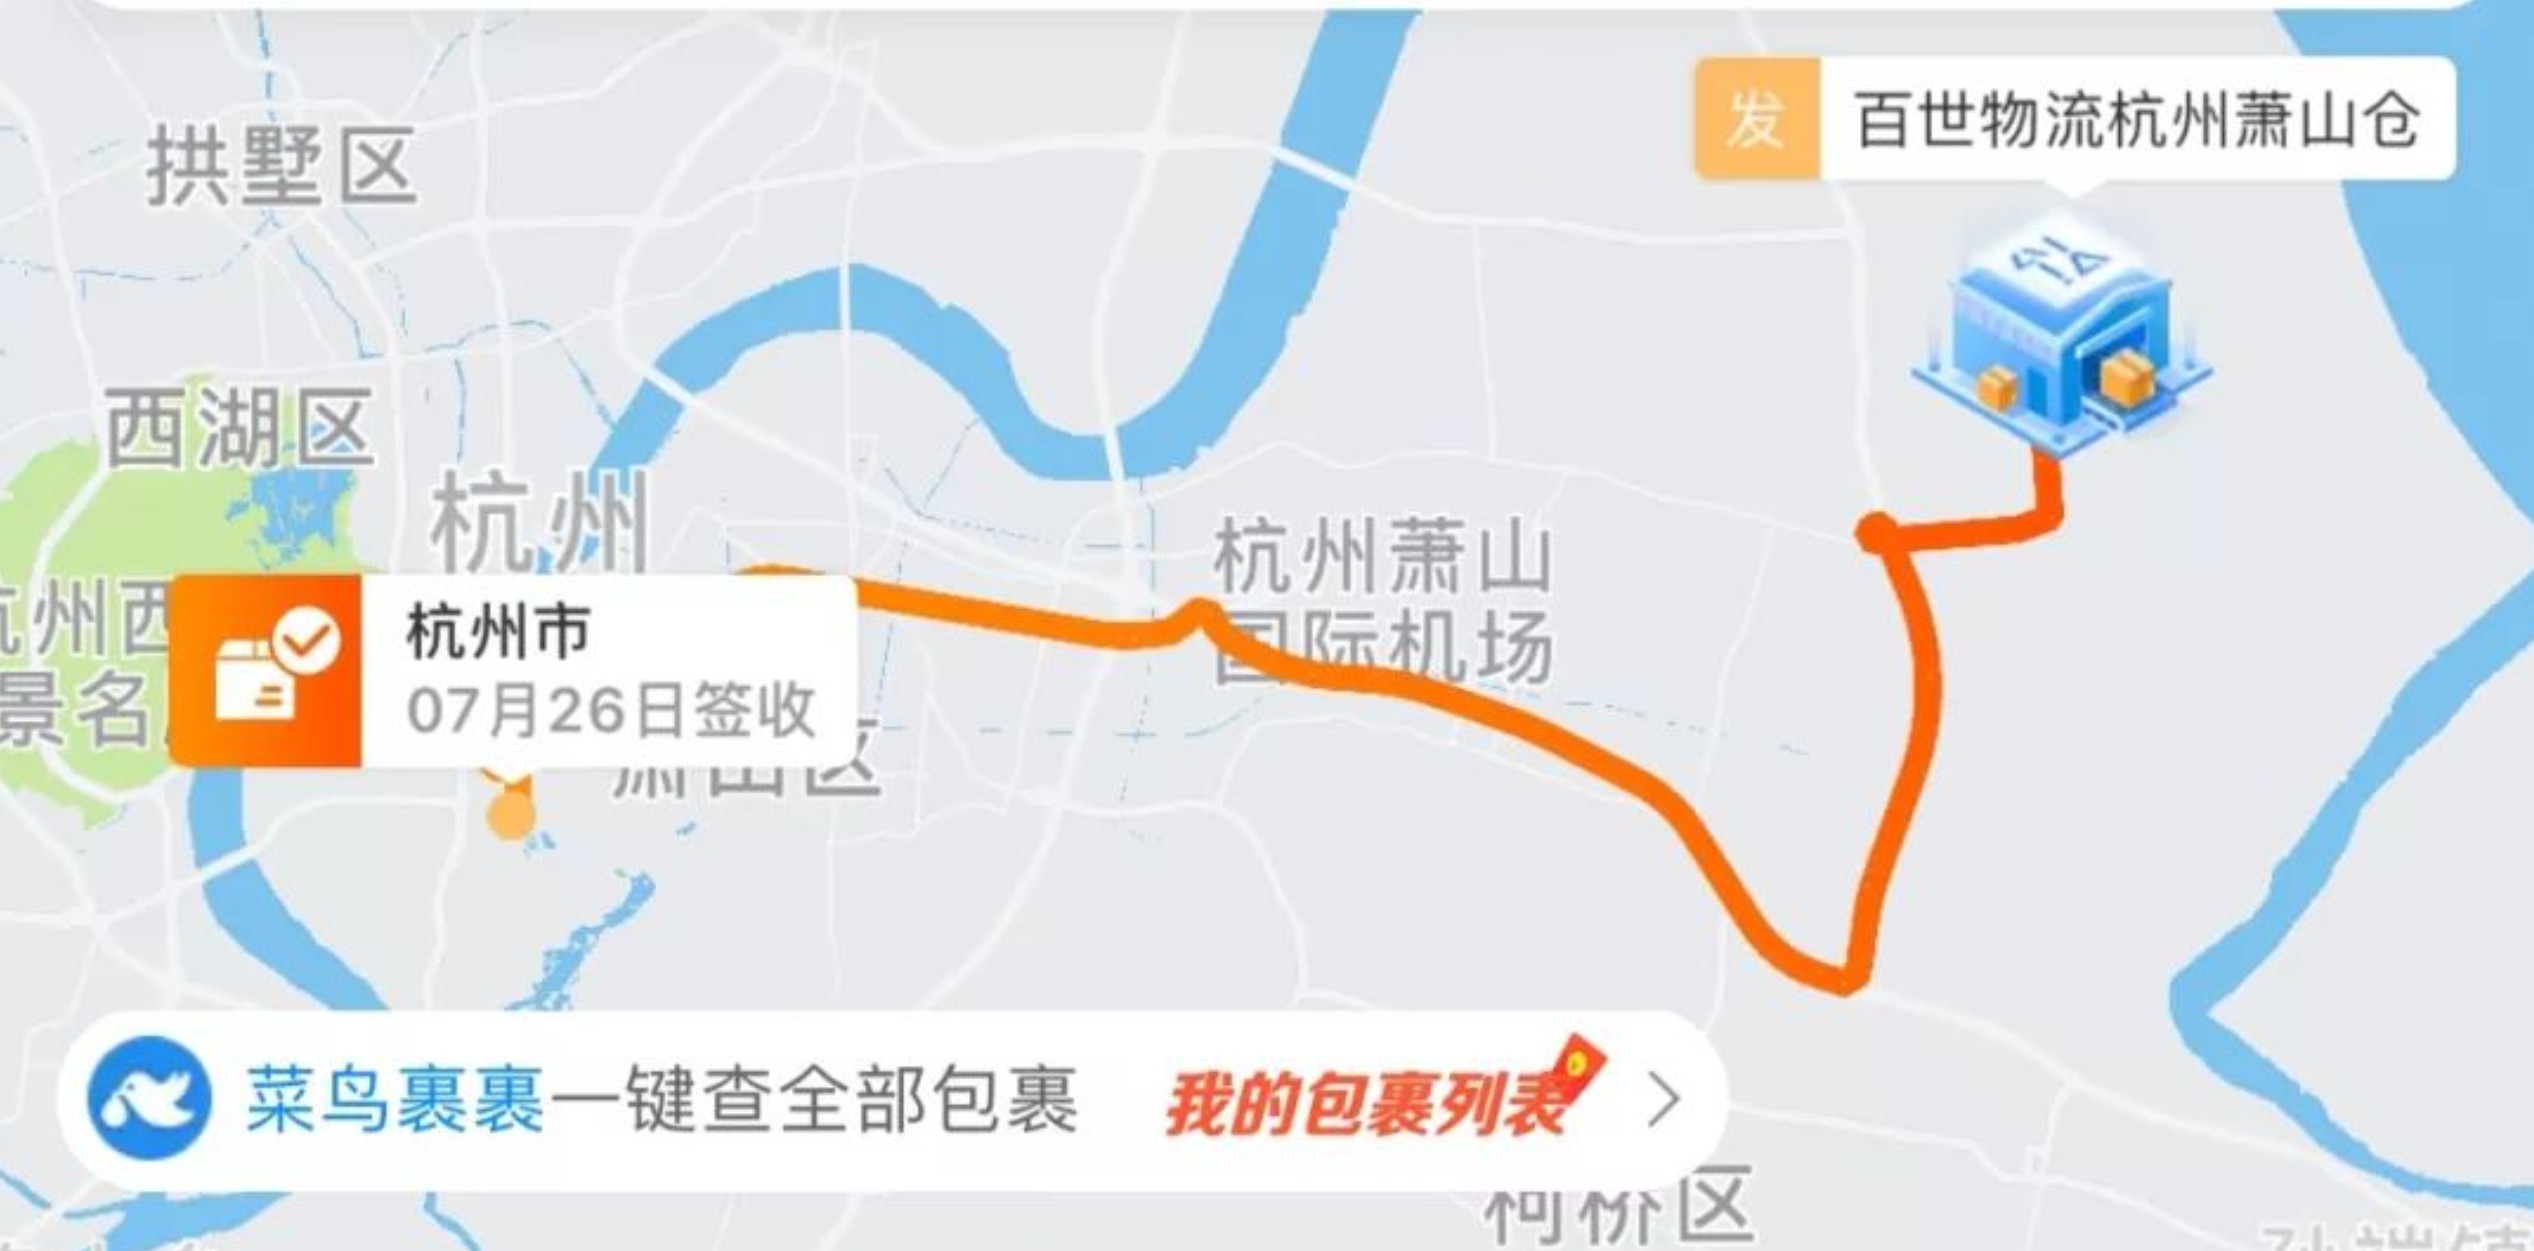 发 百世物流杭州萧山仓
拱墅区
西湖区
杭州
杭州萧山
国际机场
杭州西
景名
杭州市
07月26日签收
萧山区
菜鸟裹裹一键查全部包裹 我的包裹列表
柯桥区